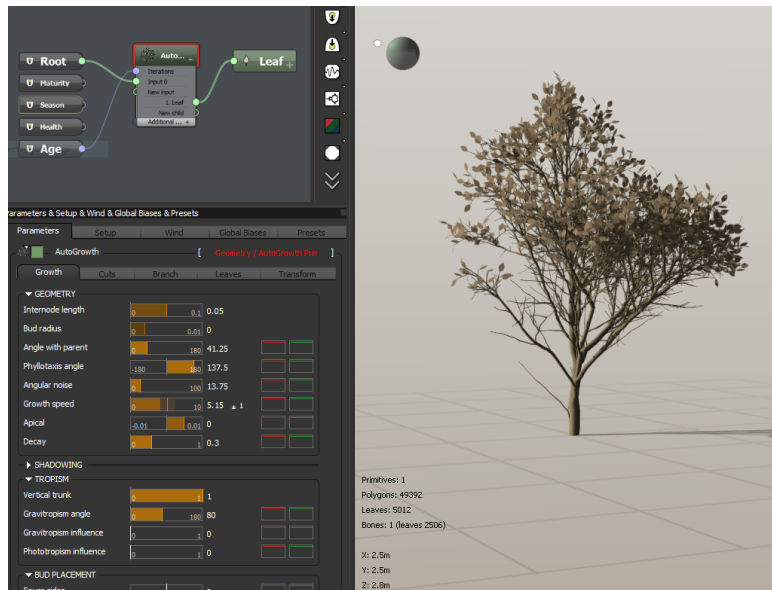 Root
Maturity
Season
Health
Age
Auto...
Iterations
Input 0
New input
1. Leaf
New child
Additional ... +
Leaf
Parameters & Setup & Wind & Global Biases & Presets
Parameters Setup Wind Global Biases Presets
AutoGrowth [ Geometry / AutoGrowth Prim ]
Growth Cuts Branch Leaves Transform
GEOMETRY
Internode length 0 0.1 0.05
Bud radius 0 0.01 0
Angle with parent 0 180 41.25
Phyllotaxis angle -180 180 137.5
Angular noise 0 100 13.75
Growth speed 0 10 5.15 ± 1
Apical -0.01 0.01 0
Decay 0 1 0.3
SHADOWING
TROPISM
Vertical trunk 0 1 1
Gravitropism angle 0 180 80
Gravitropism influence 0 1 0
Phototropism influence 0 1 0
BUD PLACEMENT
Primitives: 1
Polygons: 49392
Leaves: 5012
Bones: 1 (leaves 2506)
X: 2.5m
Y: 2.5m
Z: 2.8m